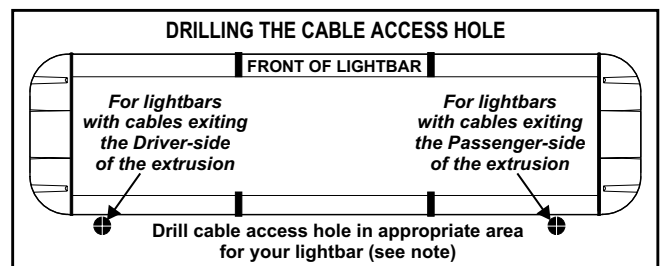 DRILLING THE CABLE ACCESS HOLE
FRONT OF LIGHTBAR
For lightbars
with cables exiting
the Driver-side
of the extrusion
For lightbars
with cables exiting
the Passenger-side
of the extrusion
Drill cable access hole in appropriate area
for your lightbar (see note)